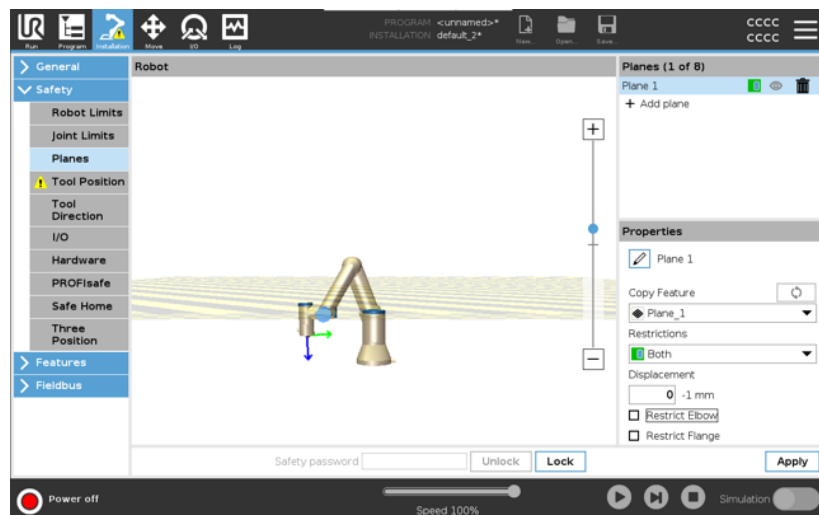 UR
PROGRAM <unnamed>*
INSTALLATION default_2*
Run Program Installation Move I/O Log New... Open... Save...
cccc
cccc
General
Safety
Robot Limits
Joint Limits
Planes
Tool Position
Tool
Direction
I/O
Hardware
PROFIsafe
Safe Home
Three
Position
Features
Fieldbus
Robot
+
−
Planes (1 of 8)
Plane 1
+ Add plane
Properties
Plane 1
Copy Feature
Plane_1
Restrictions
Both
Displacement
0 -1 mm
Restrict Elbow
Restrict Flange
Safety password Unlock Lock Apply
Power off
Speed 100%
Simulation